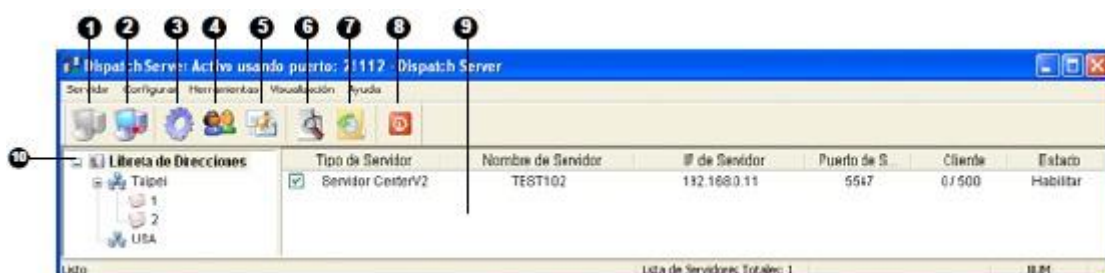 1 2 3 4 5 6 7 8 9
Dispatch Server Activo usando puerto: 21112 - Dispatch Server
Servidor Configurar Herramientas Visualización Ayuda
10
Libreta de Direcciones
Tipo de Servidor Nombre de Servidor IP de Servidor Puerto de S... Cliente Estado
Taipei
Servidor CenterV2 TEST102 192.168.0.11 5547 0 / 500 Habilitar
1
2
USA
Listo Lista de Servidores Totales: 1 NUM